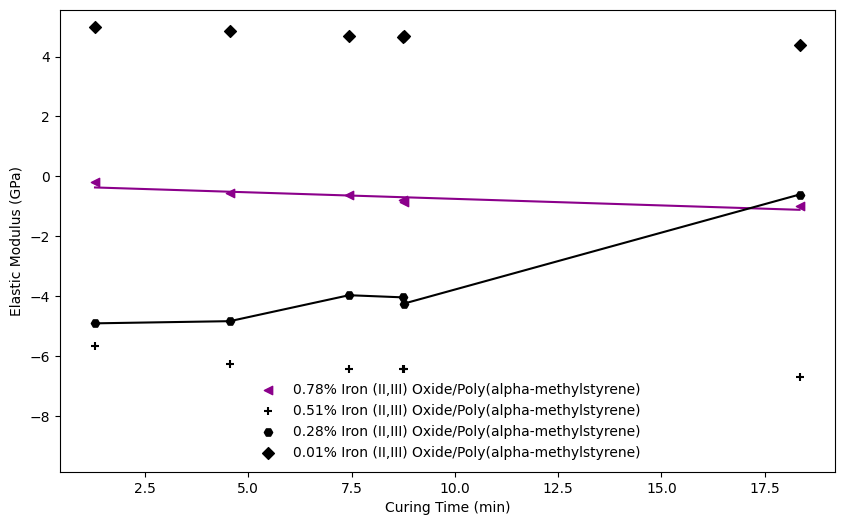 4
2
0
−2
−4
−6
−8
Elastic Modulus (GPa)
0.78% Iron (II,III) Oxide/Poly(alpha-methylstyrene)
0.51% Iron (II,III) Oxide/Poly(alpha-methylstyrene)
0.28% Iron (II,III) Oxide/Poly(alpha-methylstyrene)
0.01% Iron (II,III) Oxide/Poly(alpha-methylstyrene)
2.5 5.0 7.5 10.0 12.5 15.0 17.5
Curing Time (min)